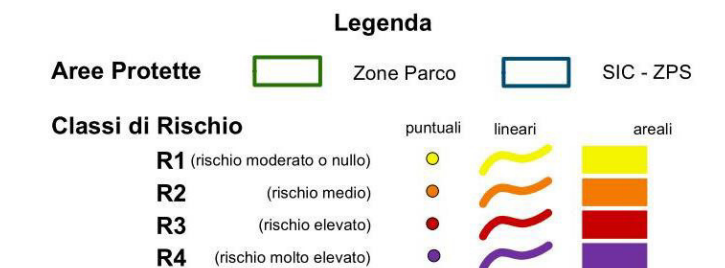 Legenda
Aree Protette Zone Parco SIC - ZPS
Classi di Rischio puntuali lineari areali
R1 (rischio moderato o nullo)
R2 (rischio medio)
R3 (rischio elevato)
R4 (rischio molto elevato)